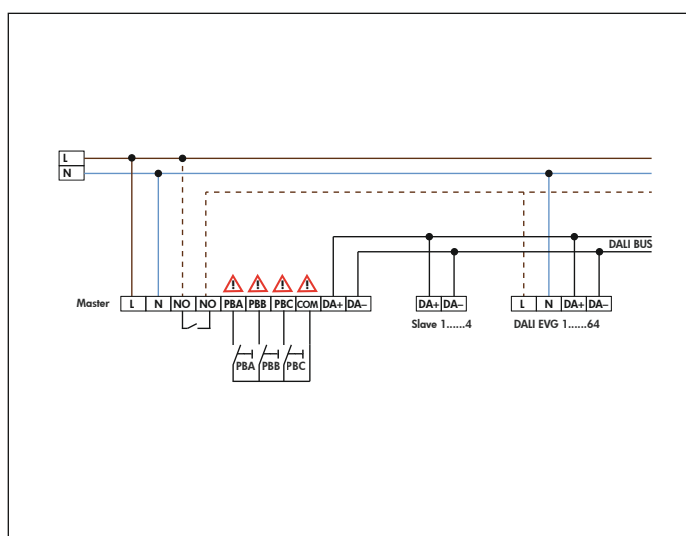 L
N
DALI BUS
Master L N NO NO PBA PBB PBC COM DA+ DA– DA+ DA– L N DA+ DA–
Slave 1......4 DALI EVG 1......64
PBA PBB PBC